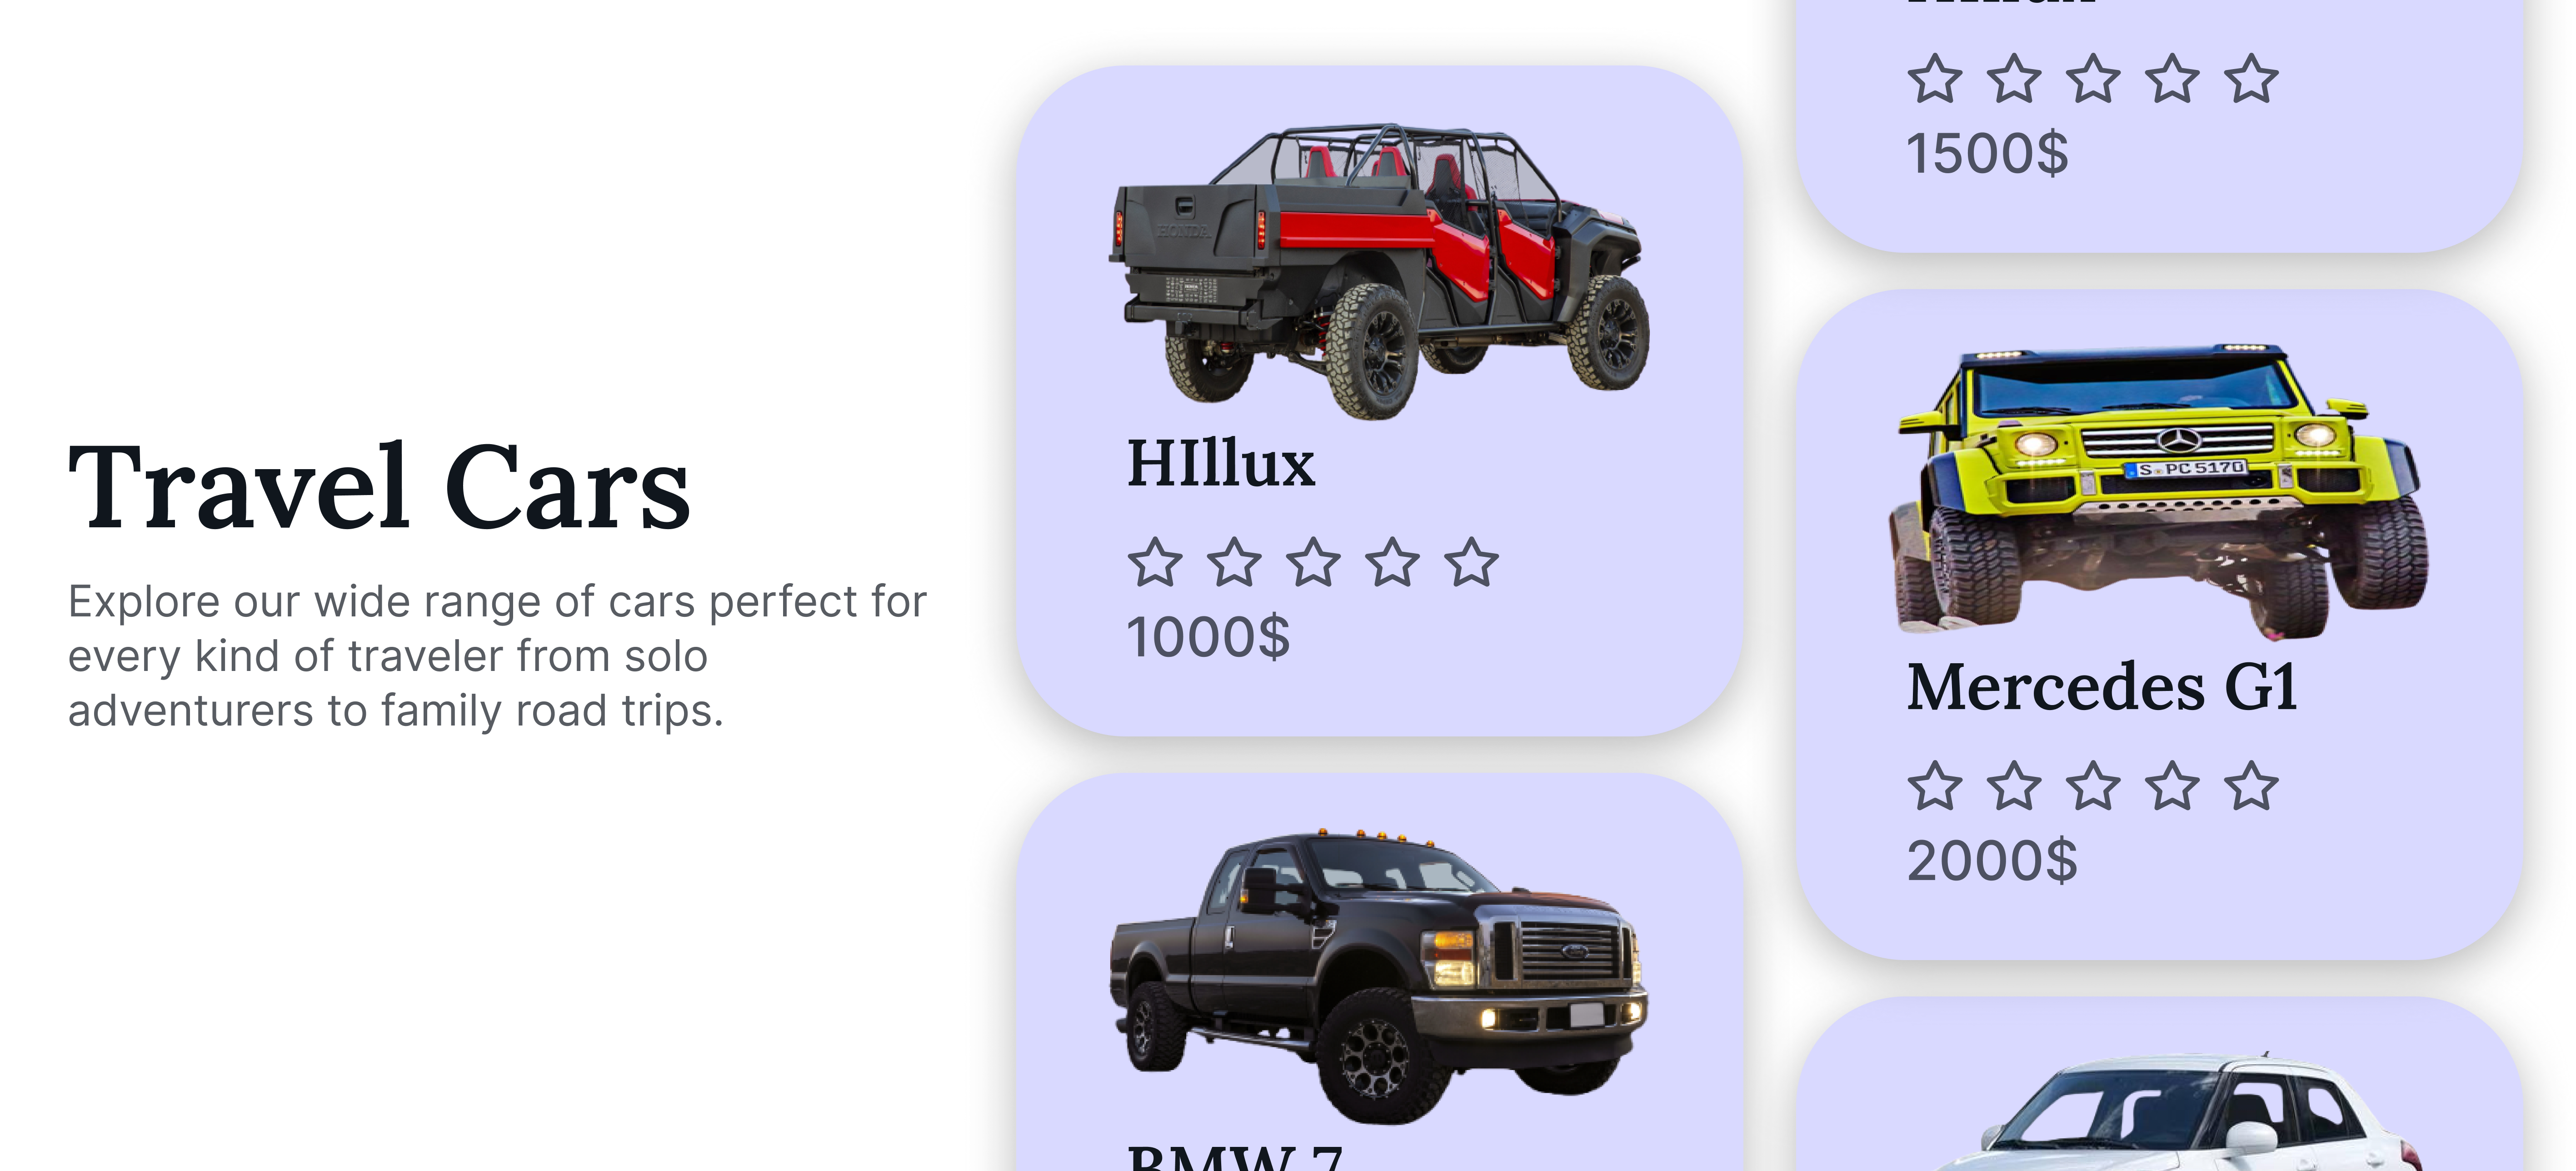 Travel Cars
Explore our wide range of cars perfect for
every kind of traveler from solo
adventurers to family road trips.
HONDA
HIllux
1000$
BMW 7
1500$
S PC 5170
Mercedes G1
2000$